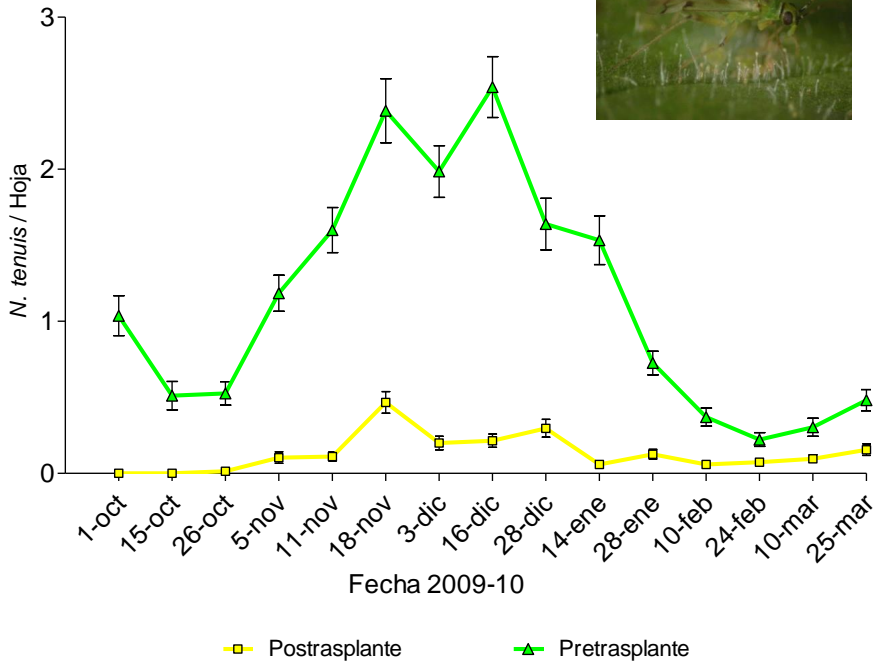 3
2
1
0
N. tenuis / Hoja
1-oct
15-oct
26-oct
5-nov
11-nov
18-nov
3-dic
16-dic
28-dic
14-ene
28-ene
10-feb
24-feb
10-mar
25-mar
Fecha 2009-10
Postrasplante
Pretrasplante